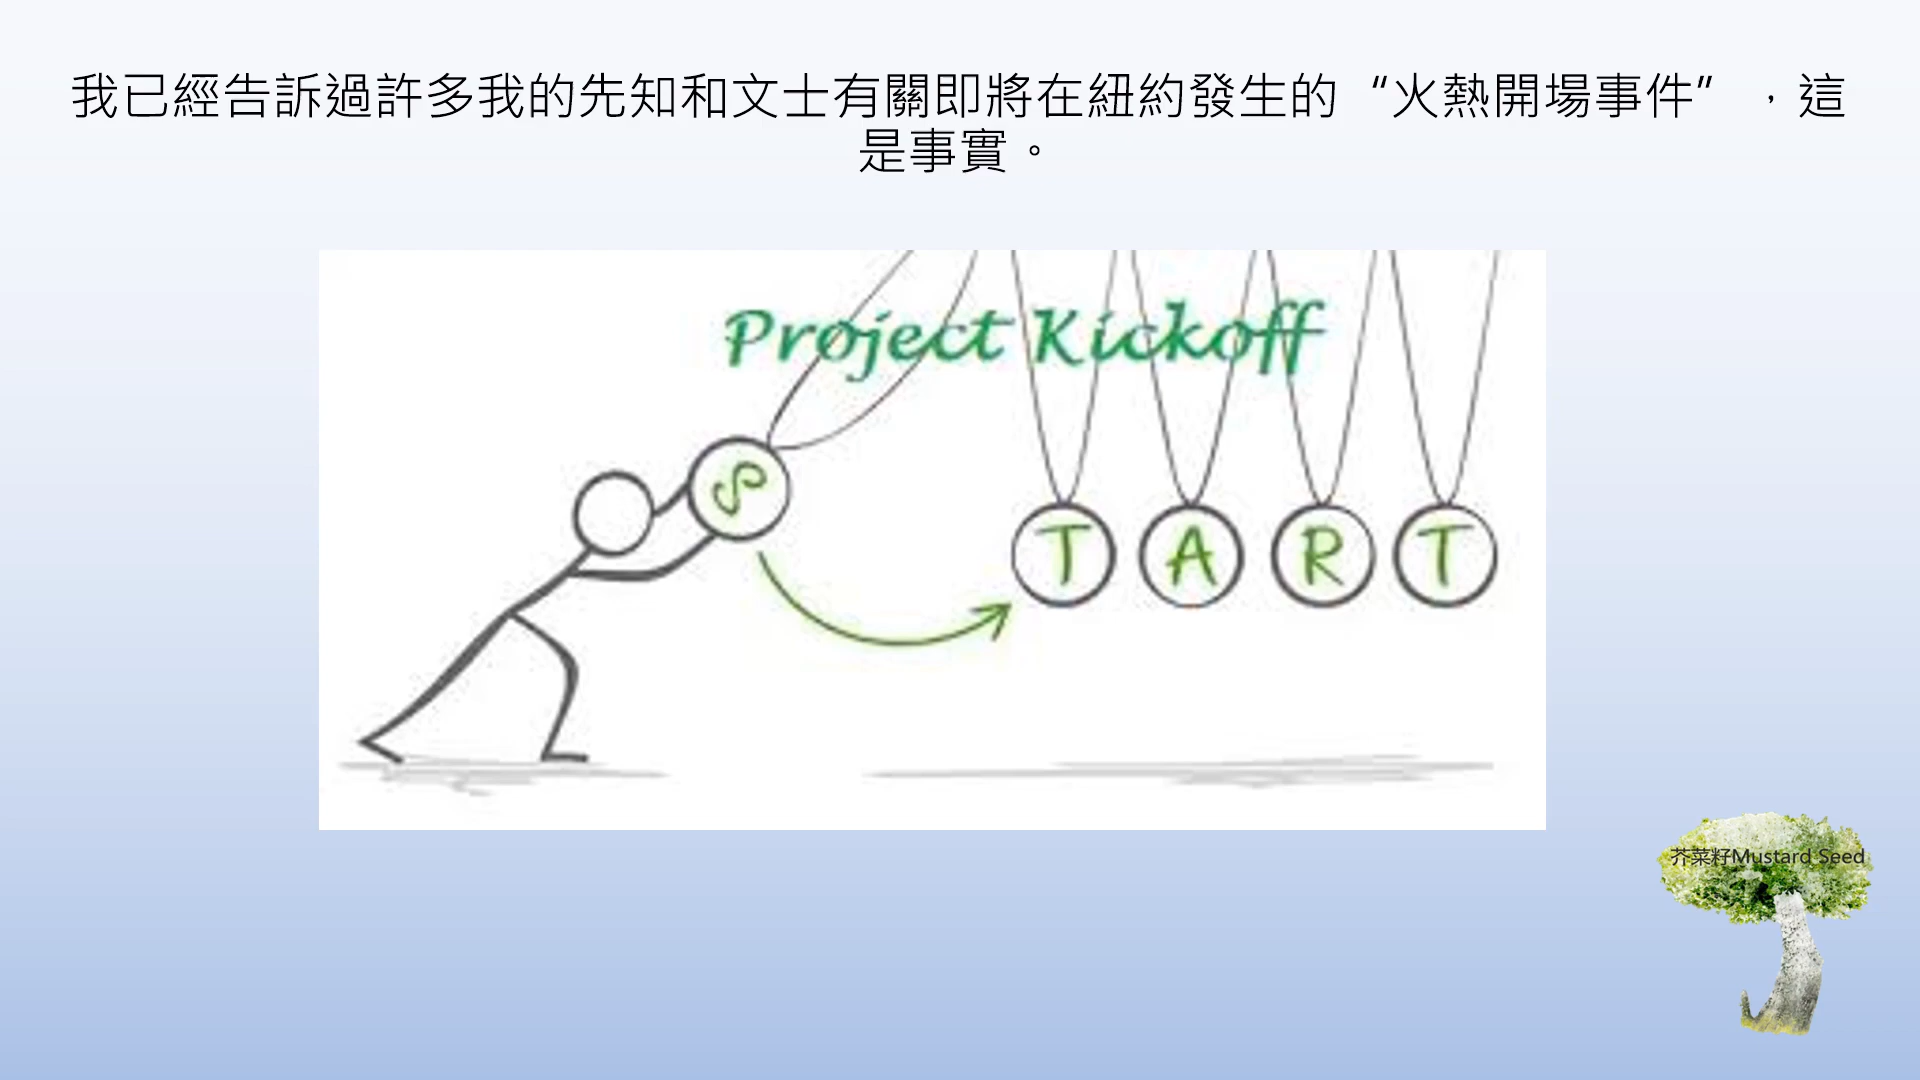 我已經告訴過許多我的先知和文士有關即將在紐約發生的“火熱開場事件”，這
是事實。
Project Kickoff
S T A R T
芥菜籽Mustard Seed